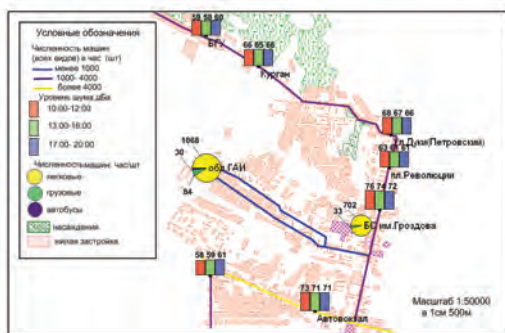 Условные обозначения
Численность машин
(всех видов) в час (шт)
менее 1000
1000- 4000
более 4000
Уровень шума, дБа
10:00-12:00
13:00-16:00
17:00- 20:00
Численность машин: час/шт
легковые
грузовые
автобусы
насаждения
жилая застройка
59 58 60
БГУ
66 65 66
Курган
68 67 66
пл.Революции
76 74 72
702
33
БС им.Гроздова
1068
30
84
обл.ГАИ
58 59 61
73 71 71
Автовокзал
Масштаб 1:50000
в 1см 500м